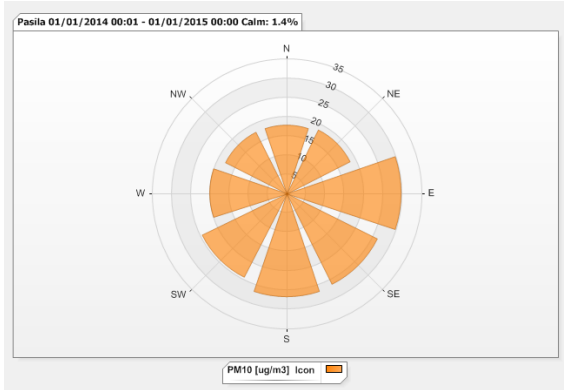 Pasila 01/01/2014 00:01 - 01/01/2015 00:00 Calm: 1.4%
N
35
30
NW
NE
25
20
15
10
5
W
E
SW
SE
S
PM10 [ug/m3] Icon